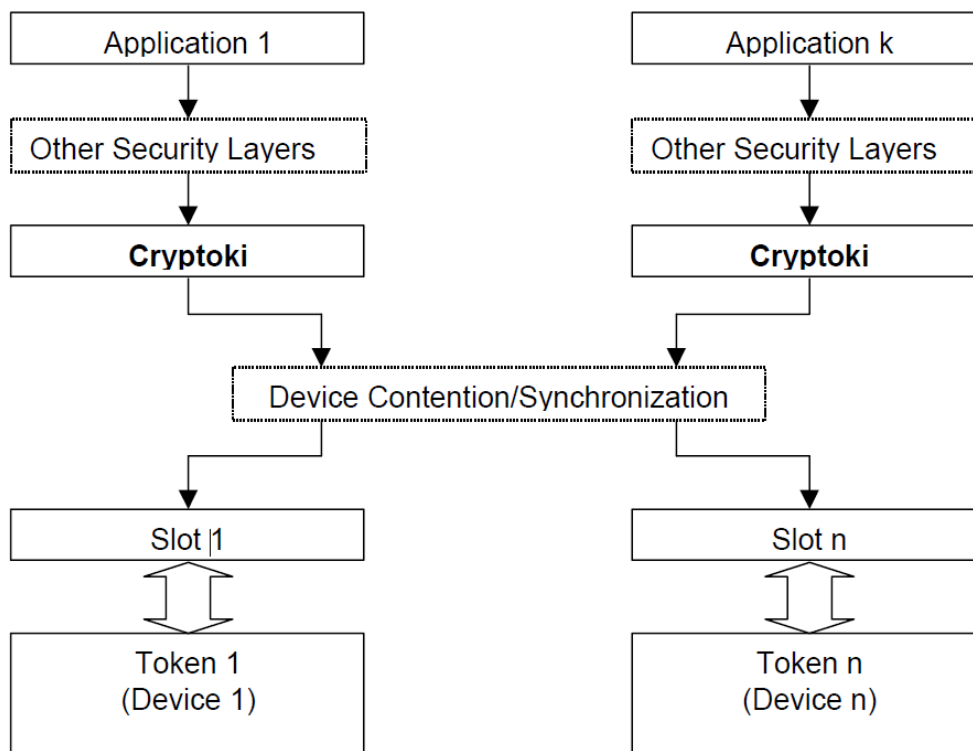 Application 1
Application k
Other Security Layers
Other Security Layers
Cryptoki
Cryptoki
Device Contention/Synchronization
Slot 1
Slot n
Token 1
(Device 1)
Token n
(Device n)